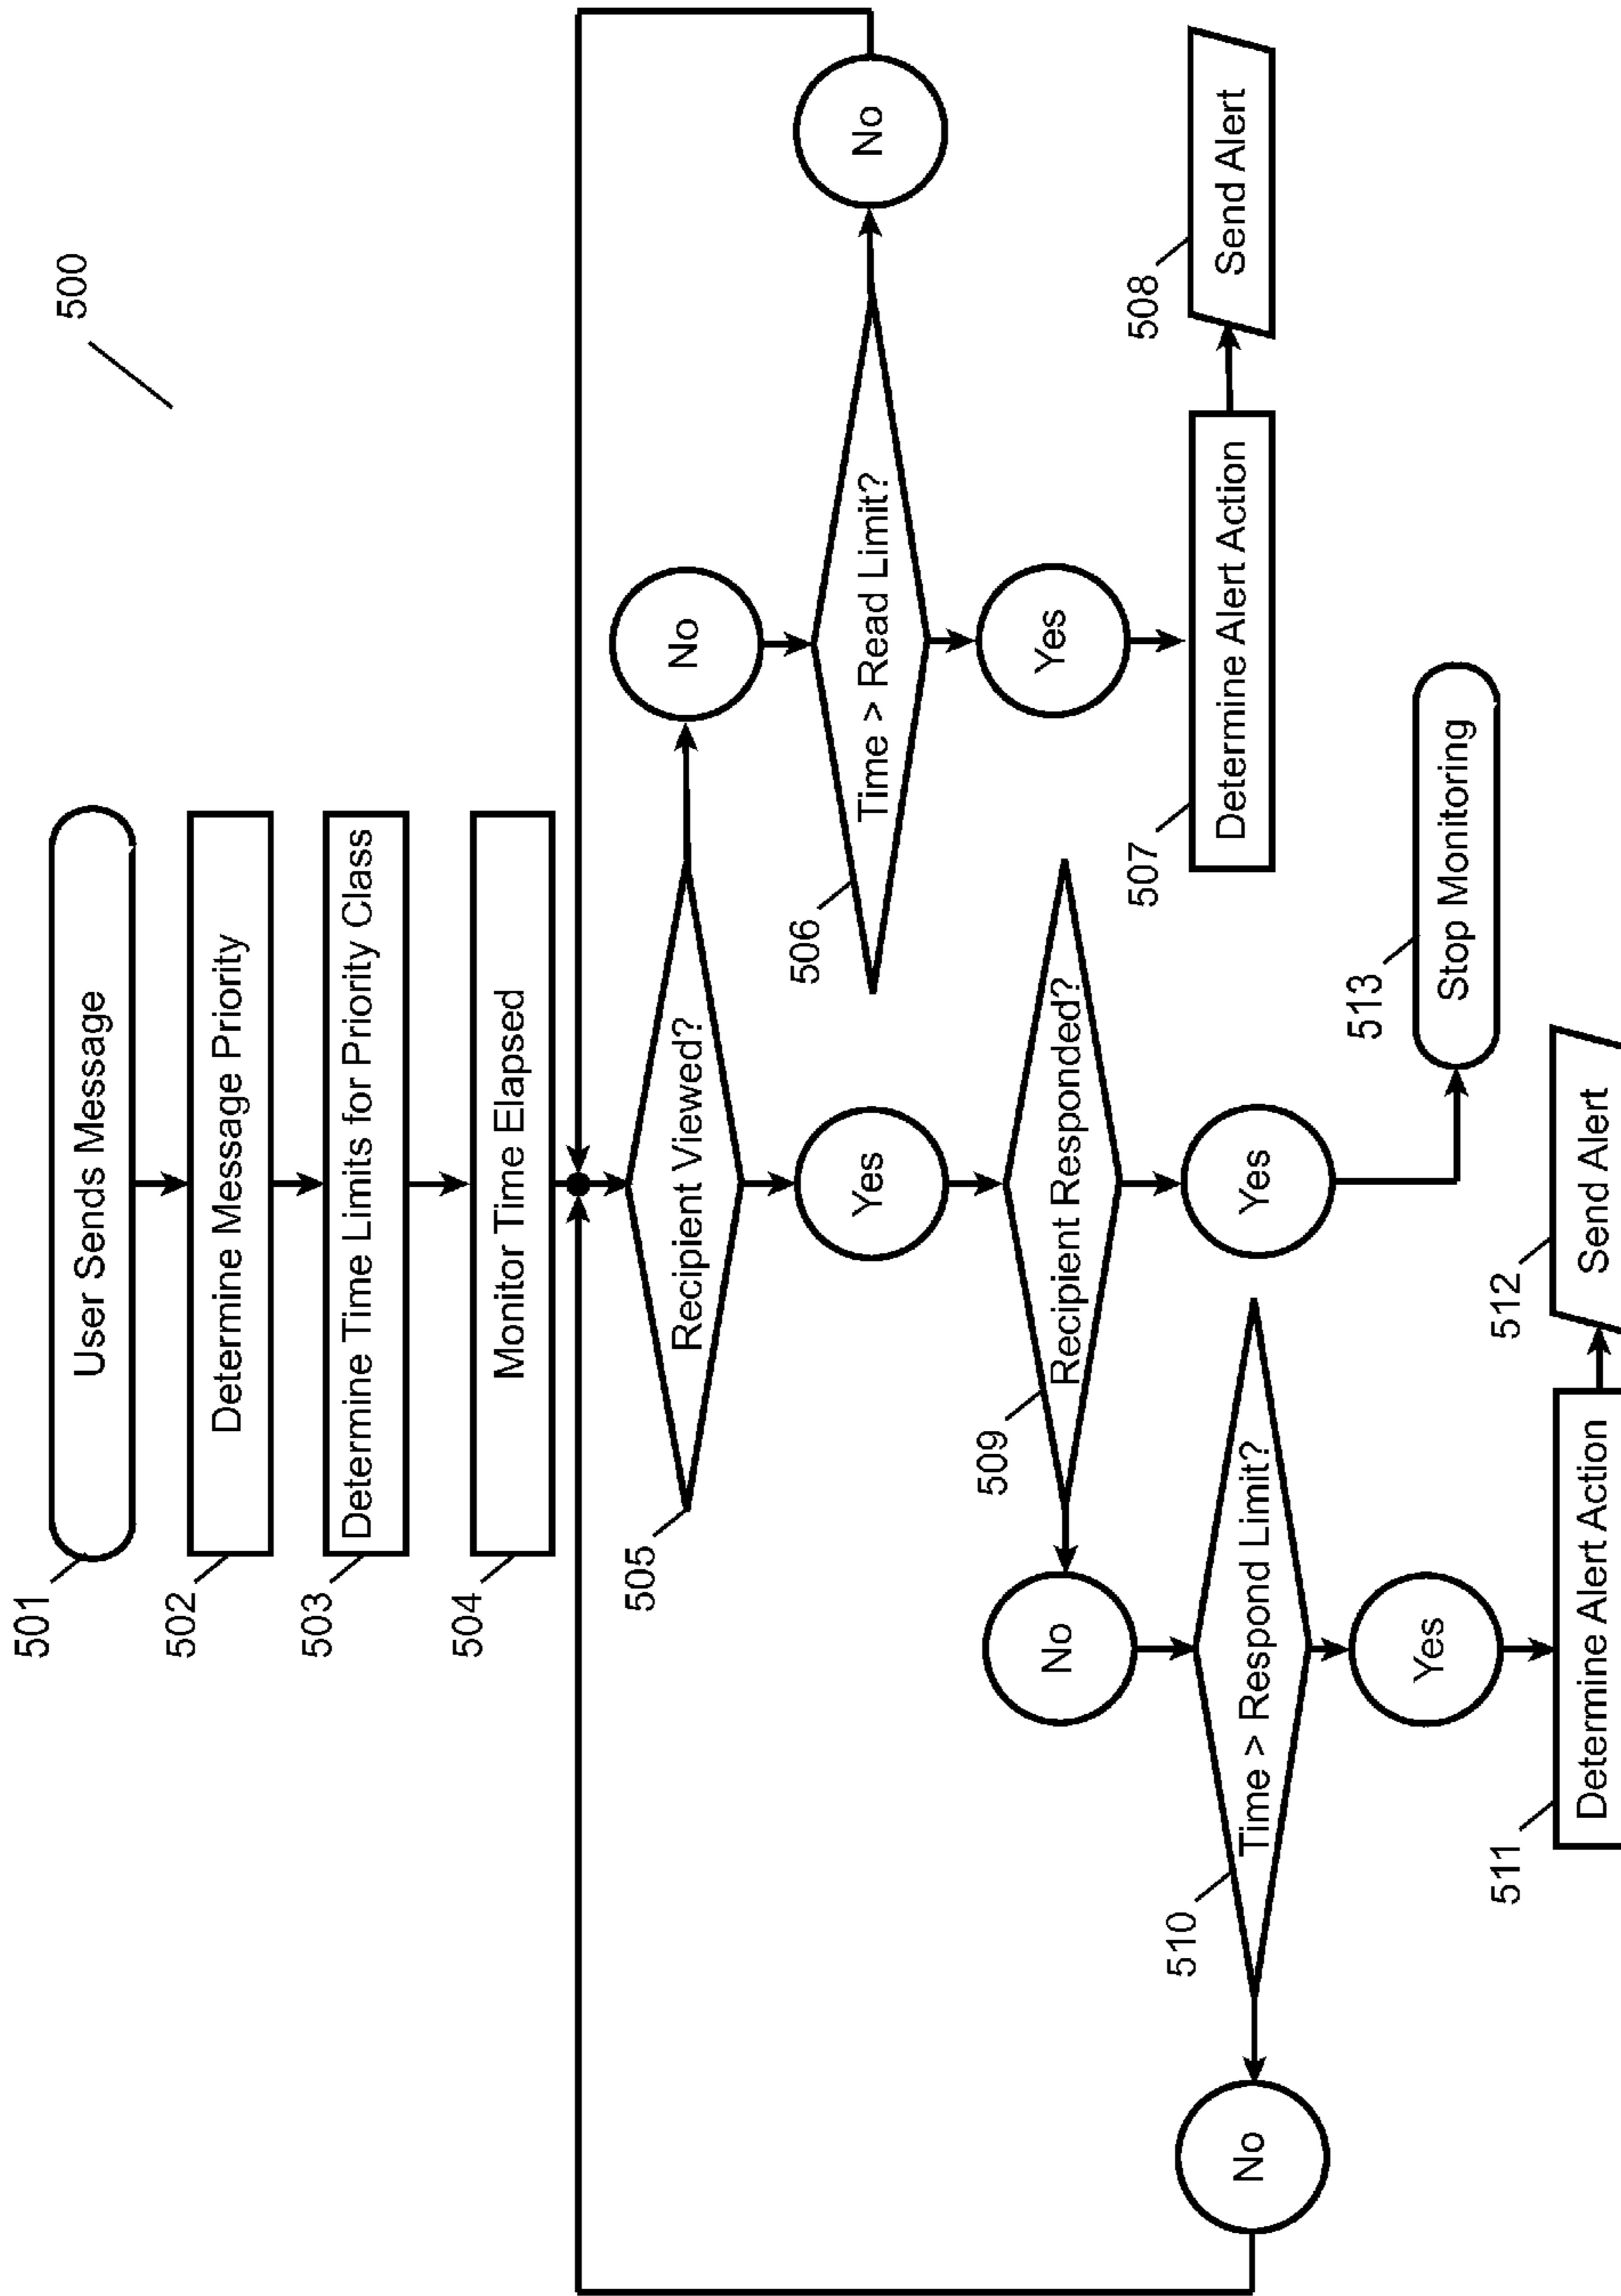 500
501
User Sends Message
502
Determine Message Priority
503
Determine Time Limits for Priority Class
504
Monitor Time Elapsed
505
Recipient Viewed?
No
Yes
506
Time > Read Limit?
No
Yes
507
Determine Alert Action
508
Send Alert
509
Recipient Responded?
No
Yes
510
Time > Respond Limit?
No
Yes
511
Determine Alert Action
512
Send Alert
513
Stop Monitoring